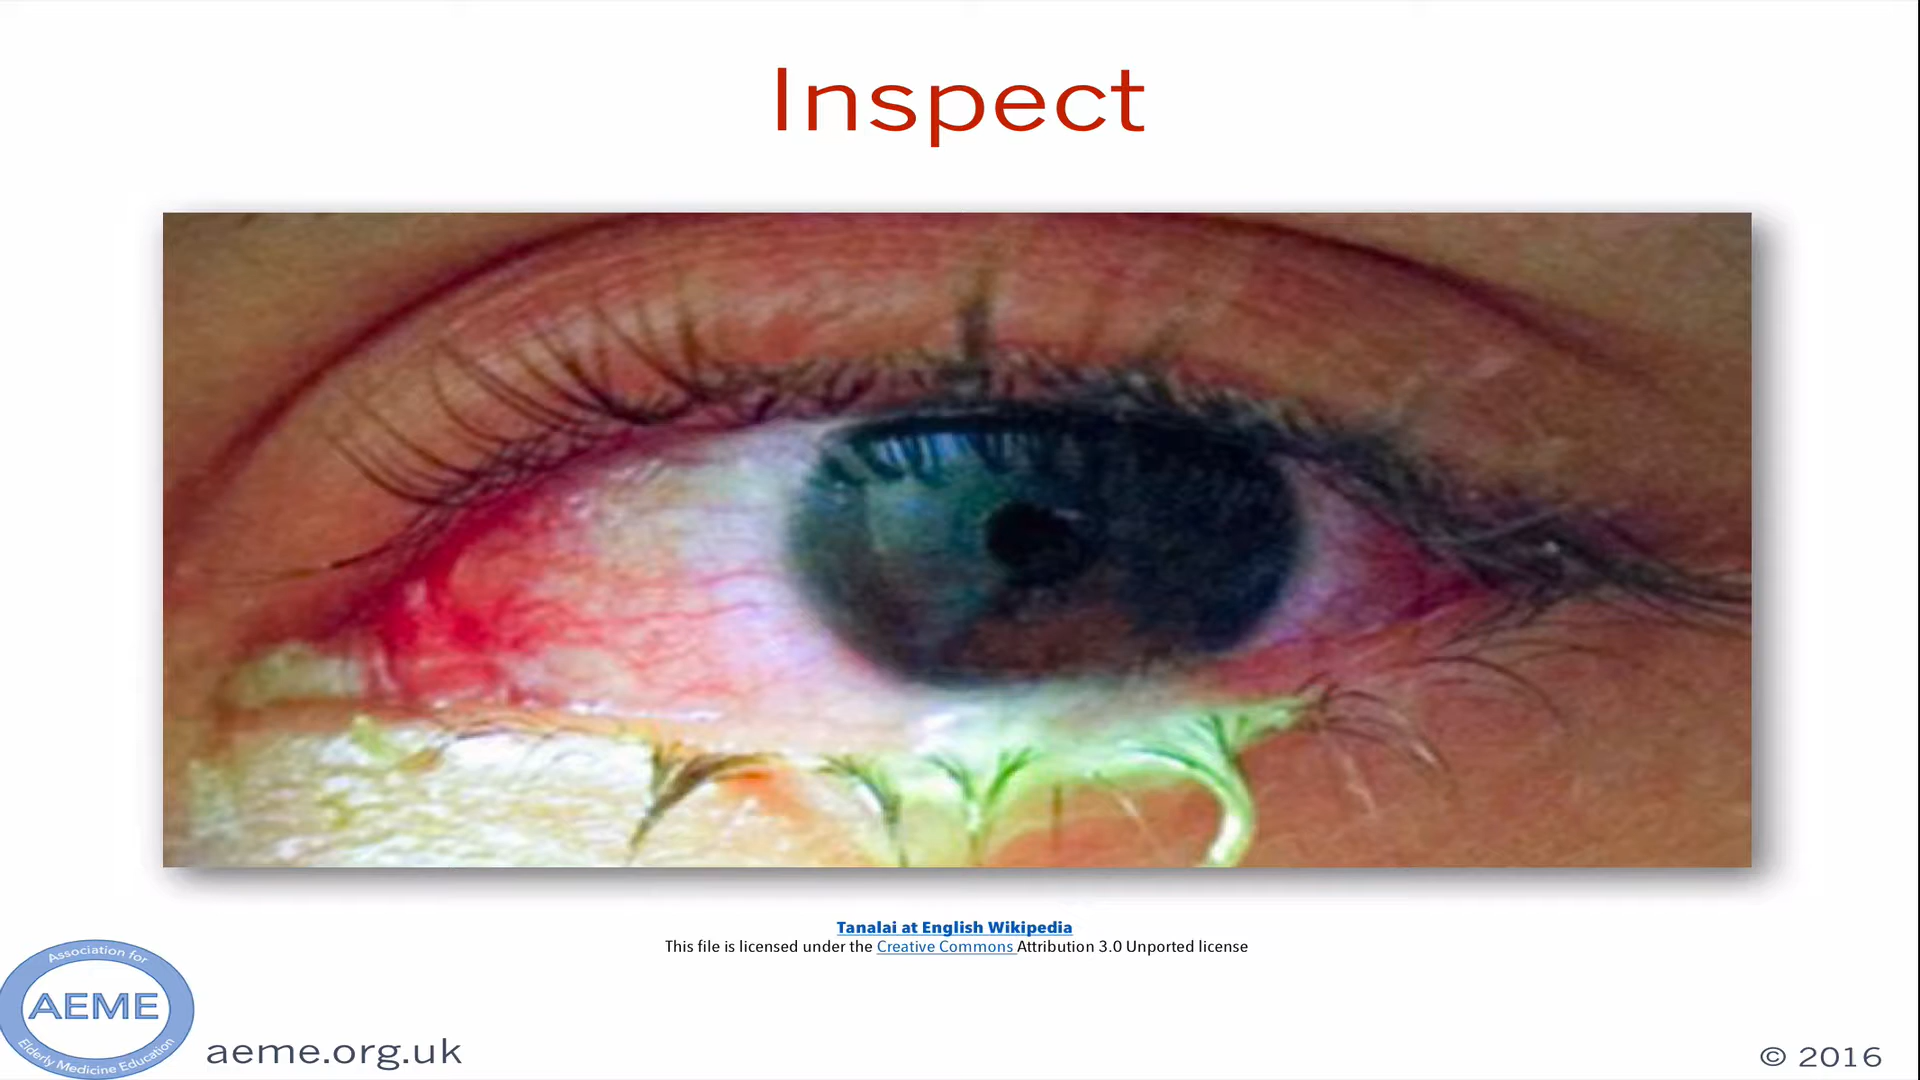 Inspect
Tanalai at English Wikipedia
This file is licensed under the Creative Commons Attribution 3.0 Unported license
Association for
AEME
Elderly Medicine Education
aeme.org.uk
© 2016